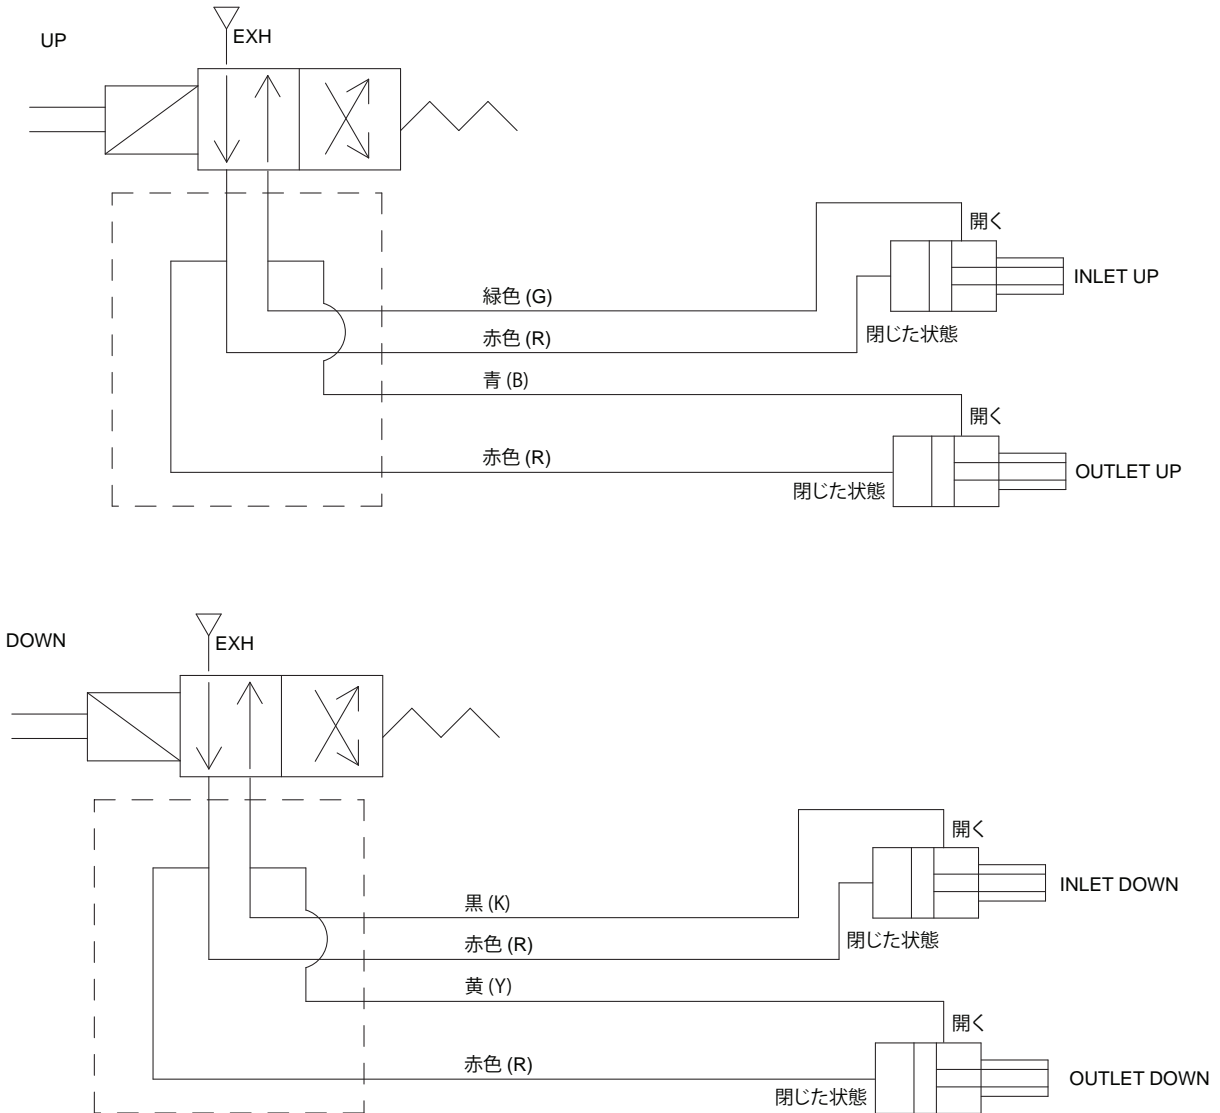 UP
EXH
開く
INLET UP
緑色 (G)
赤色 (R)
閉じた状態
青 (B)
開く
赤色 (R)
OUTLET UP
閉じた状態
DOWN
EXH
開く
INLET DOWN
黒 (K)
赤色 (R)
閉じた状態
黄 (Y)
開く
赤色 (R)
OUTLET DOWN
閉じた状態